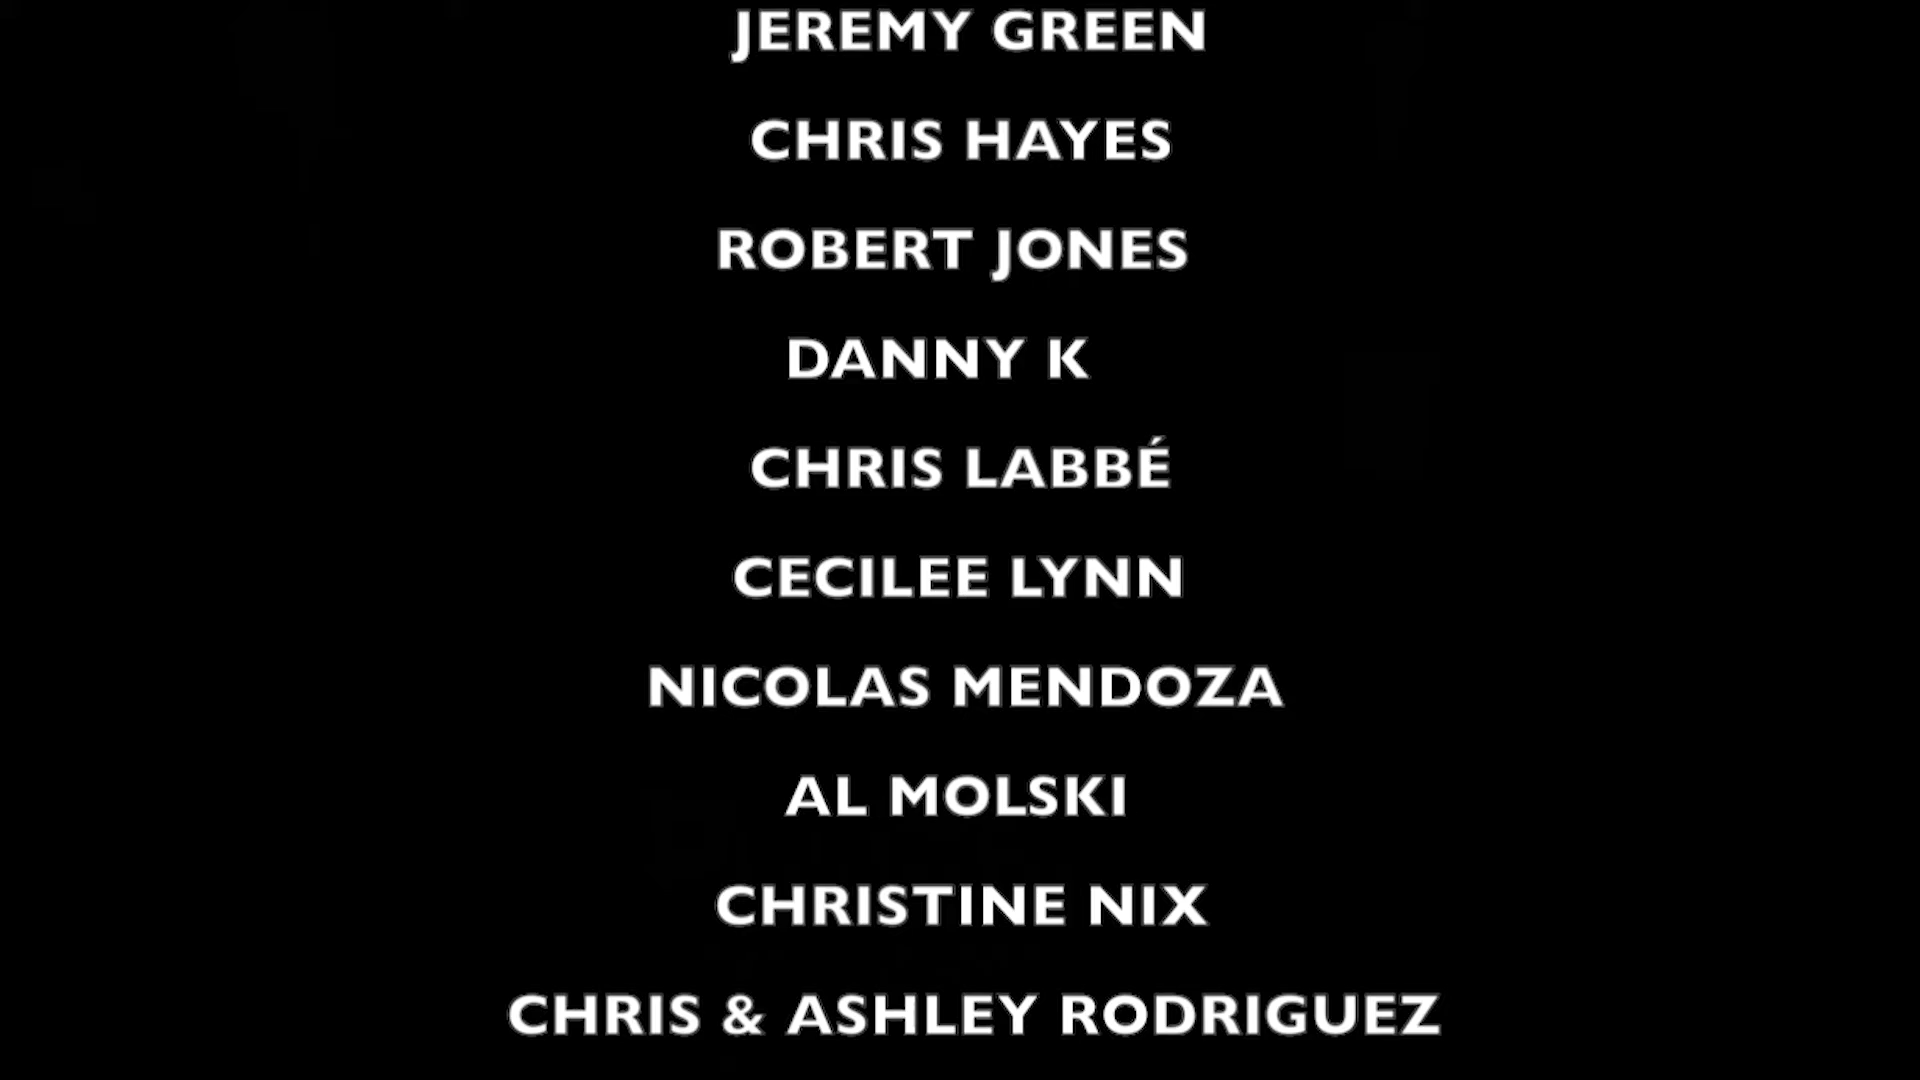 JEREMY GREEN
CHRIS HAYES
ROBERT JONES
DANNY K
CHRIS LABBÉ
CECILEE LYNN
NICOLAS MENDOZA
AL MOLSKI
CHRISTINE NIX
CHRIS & ASHLEY RODRIGUEZ